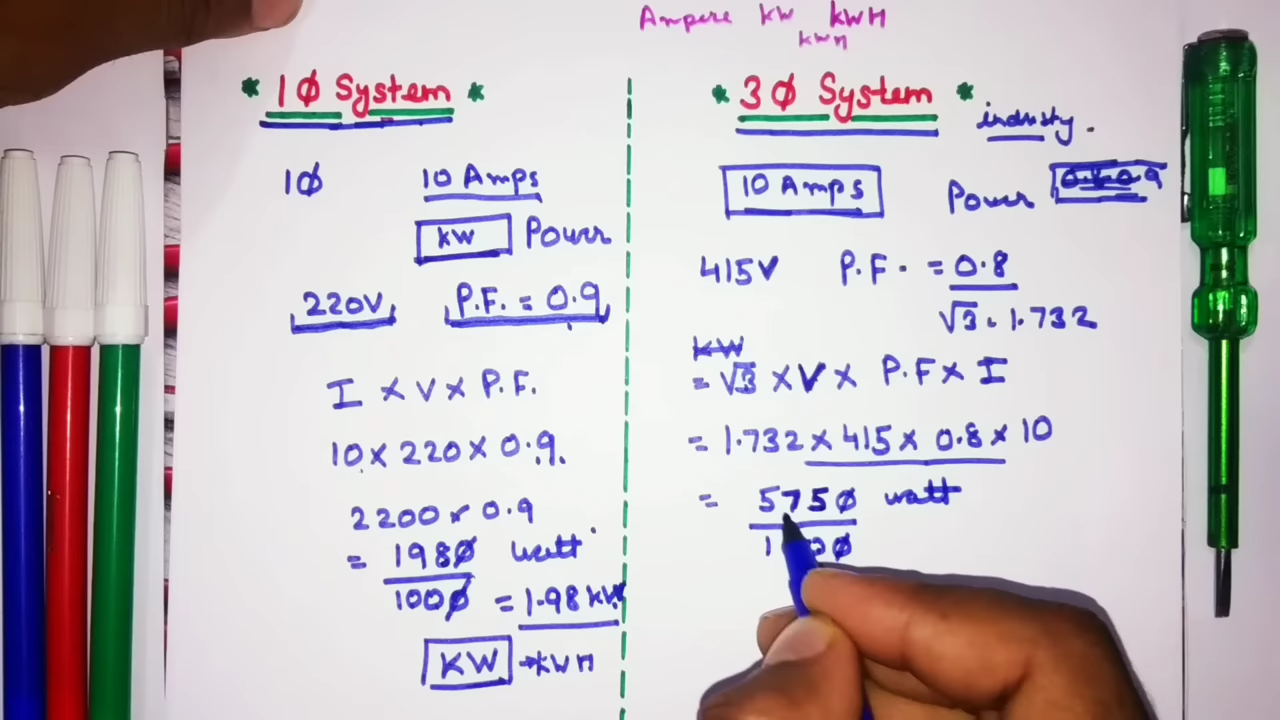 Ampere KW KWH
KWH
* 1Ø System *
1Ø 10 Amps
KW Power
220V P.F. = 0.9
I × V × P.F.
10 × 220 × 0.9.
2200 × 0.9
= 1980 watt
1000 = 1.98 KW
KW → KWH
* 3Ø System *
industy.
10 Amps Power
415V P.F. = 0.8
√3 = 1.732
KW
= √3 × V × P.F × I
= 1.732 × 415 × 0.8 × 10
= 5750 watt